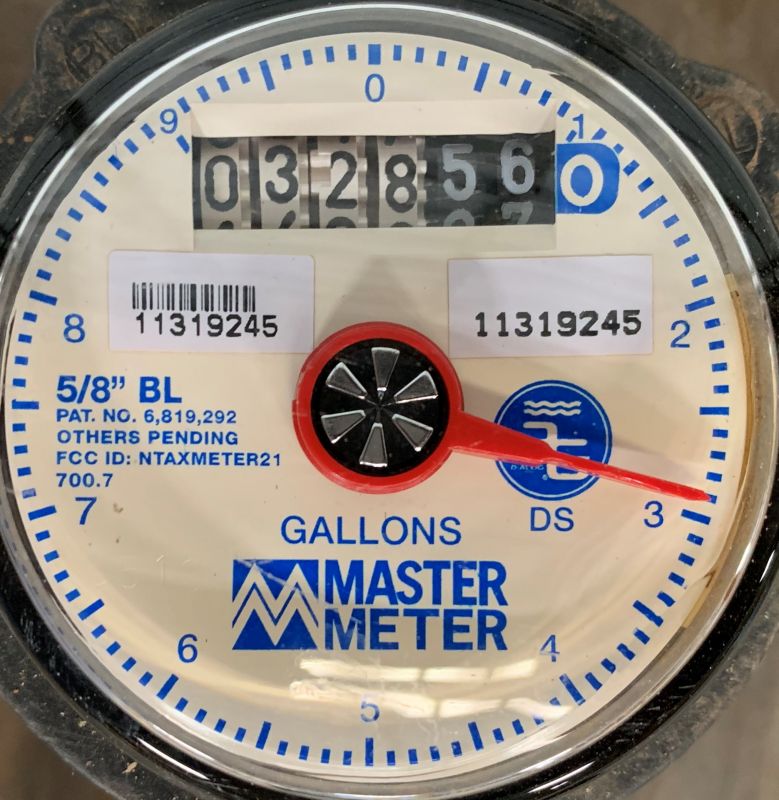 0
9
1
0328560
8
11319245
11319245
2
5/8" BL
PAT. NO. 6,819,292
OTHERS PENDING
FCC ID: NTAXMETER21
700.7
7
DS
3
GALLONS
MASTER
METER
6
4
5